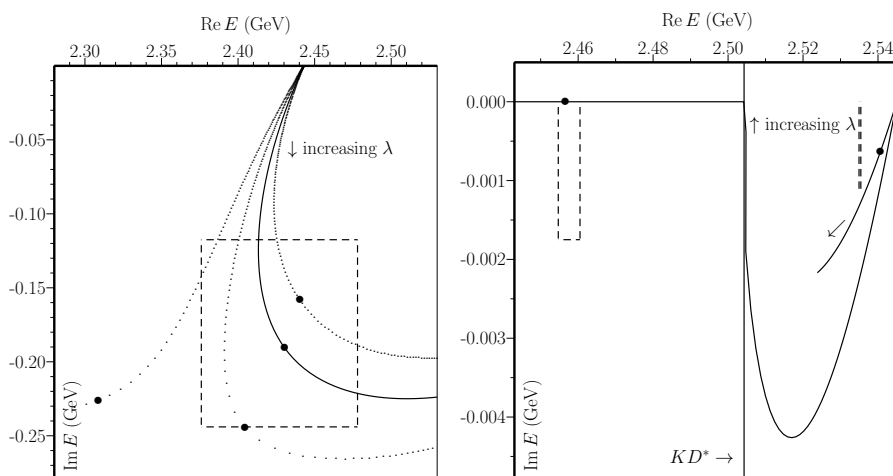 Re E (GeV)
2.30 2.35 2.40 2.45 2.50
-0.05
-0.10
-0.15
-0.20
-0.25
Im E (GeV)
↓ increasing λ
Re E (GeV)
2.46 2.48 2.50 2.52 2.54
0.000
-0.001
-0.002
-0.003
-0.004
Im E (GeV)
↑ increasing λ
KD* →